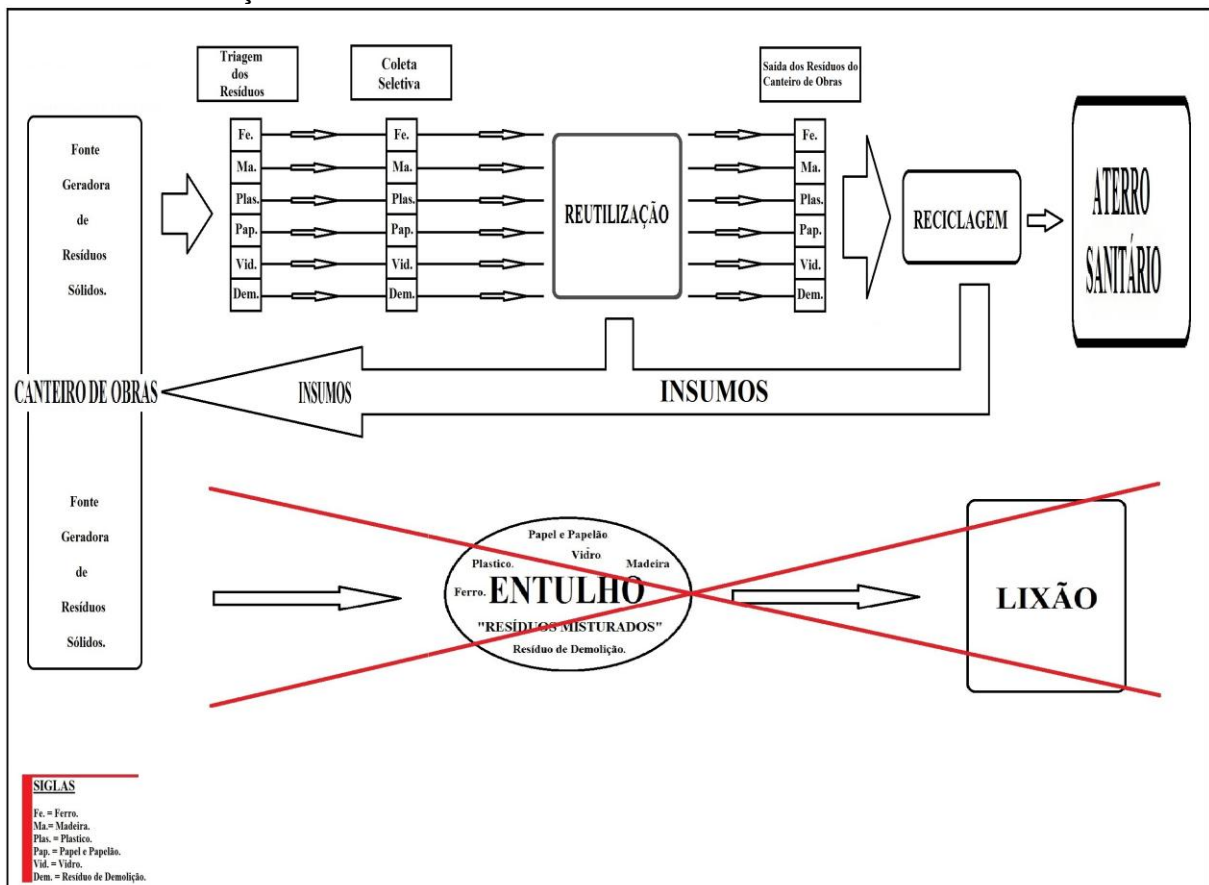 Triagem
dos
Resíduos
Coleta
Seletiva
Saída dos Resíduos do
Canteiro de Obras
Fonte
Geradora
de
Resíduos
Sólidos.
Fe.
Ma.
Plas.
Pap.
Vid.
Dem.
Fe.
Ma.
Plas.
Pap.
Vid.
Dem.
REUTILIZAÇÃO
Fe.
Ma.
Plas.
Pap.
Vid.
Dem.
RECICLAGEM
ATERRO
SANITÁRIO
CANTEIRO DE OBRAS
INSUMOS
INSUMOS
Fonte
Geradora
de
Resíduos
Sólidos.
Papel e Papelão
Vidro
Plastico.
Madeira
Ferro.
ENTULHO
"RESÍDUOS MISTURADOS"
Resíduo de Demolição.
LIXÃO
SIGLAS
Fe. = Ferro.
Ma.= Madeira.
Plas. = Plastico.
Pap. = Papel e Papelão.
Vid. = Vidro.
Dem. = Resíduo de Demolição.